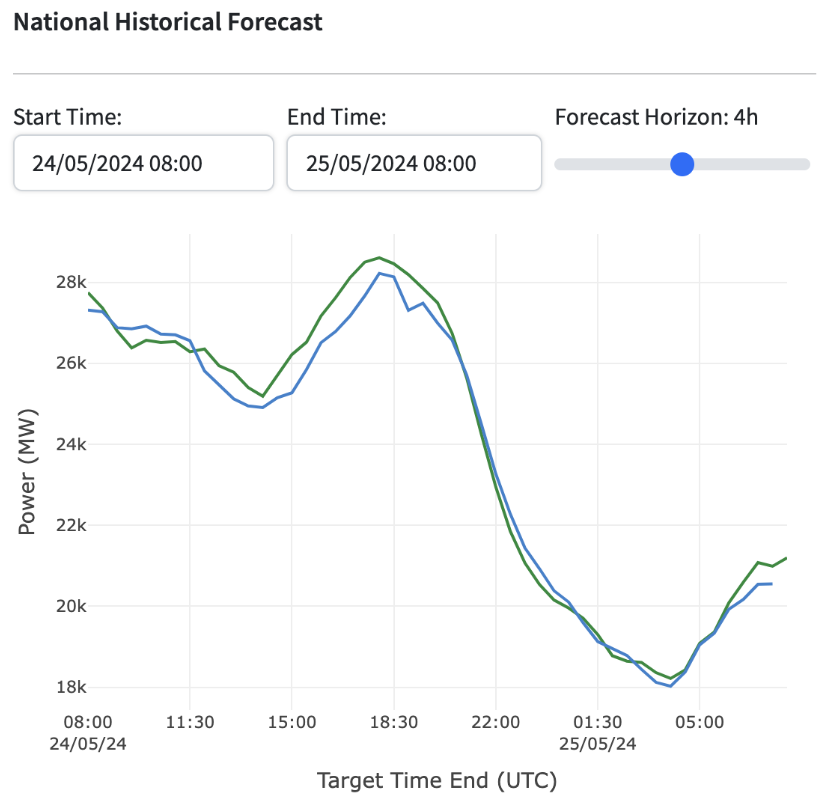 National Historical Forecast
Start Time:
End Time:
Forecast Horizon: 4h
24/05/2024 08:00
25/05/2024 08:00
28k
26k
24k
22k
20k
18k
Power (MW)
08:00
24/05/24
11:30
15:00
18:30
22:00
01:30
25/05/24
05:00
Target Time End (UTC)